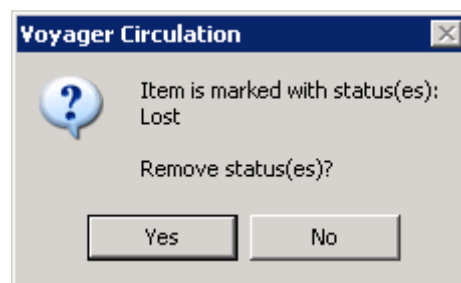 Voyager Circulation
Item is marked with status(es):
Lost
Remove status(es)?
Yes
No